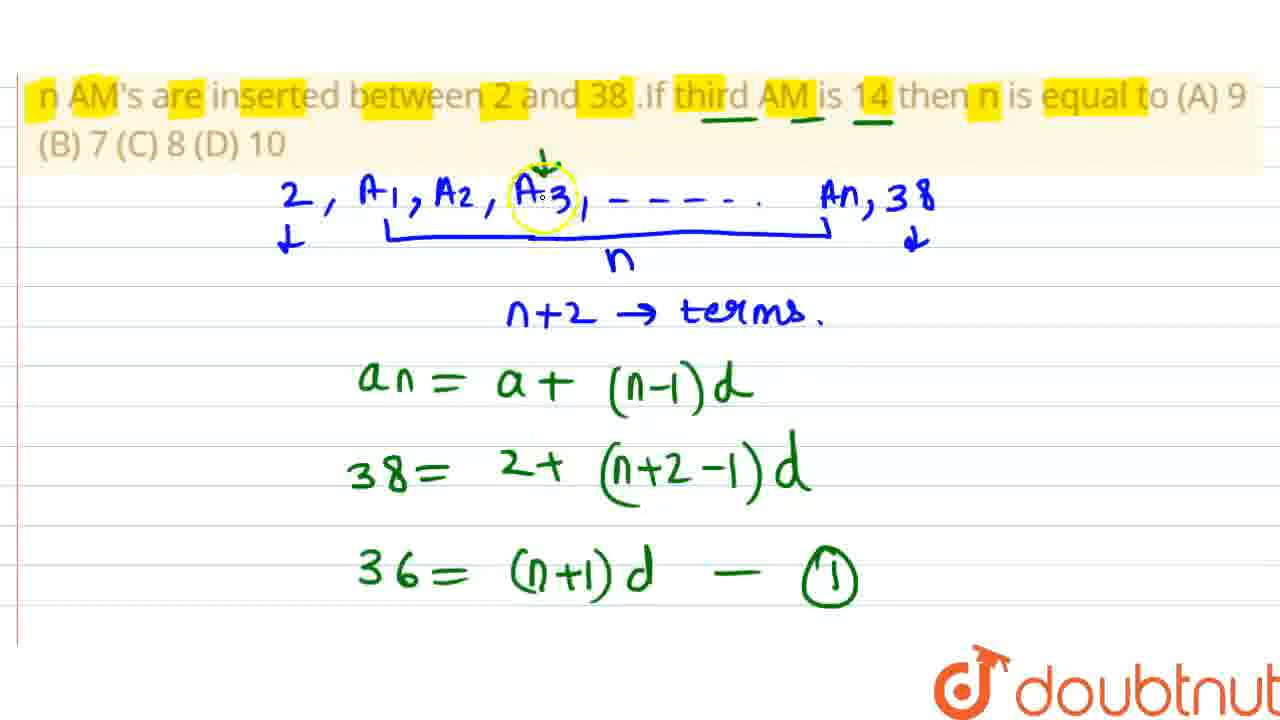 n AM's are inserted between 2 and 38 .If third AM is 14 then n is equal to (A) 9
(B) 7 (C) 8 (D) 10
2, A1, A2, A3, ------. An, 38
n
n+2 → terms.
an = a + (n-1)d
38 = 2 + (n+2-1)d
36 = (n+1)d — 1
doubtnut